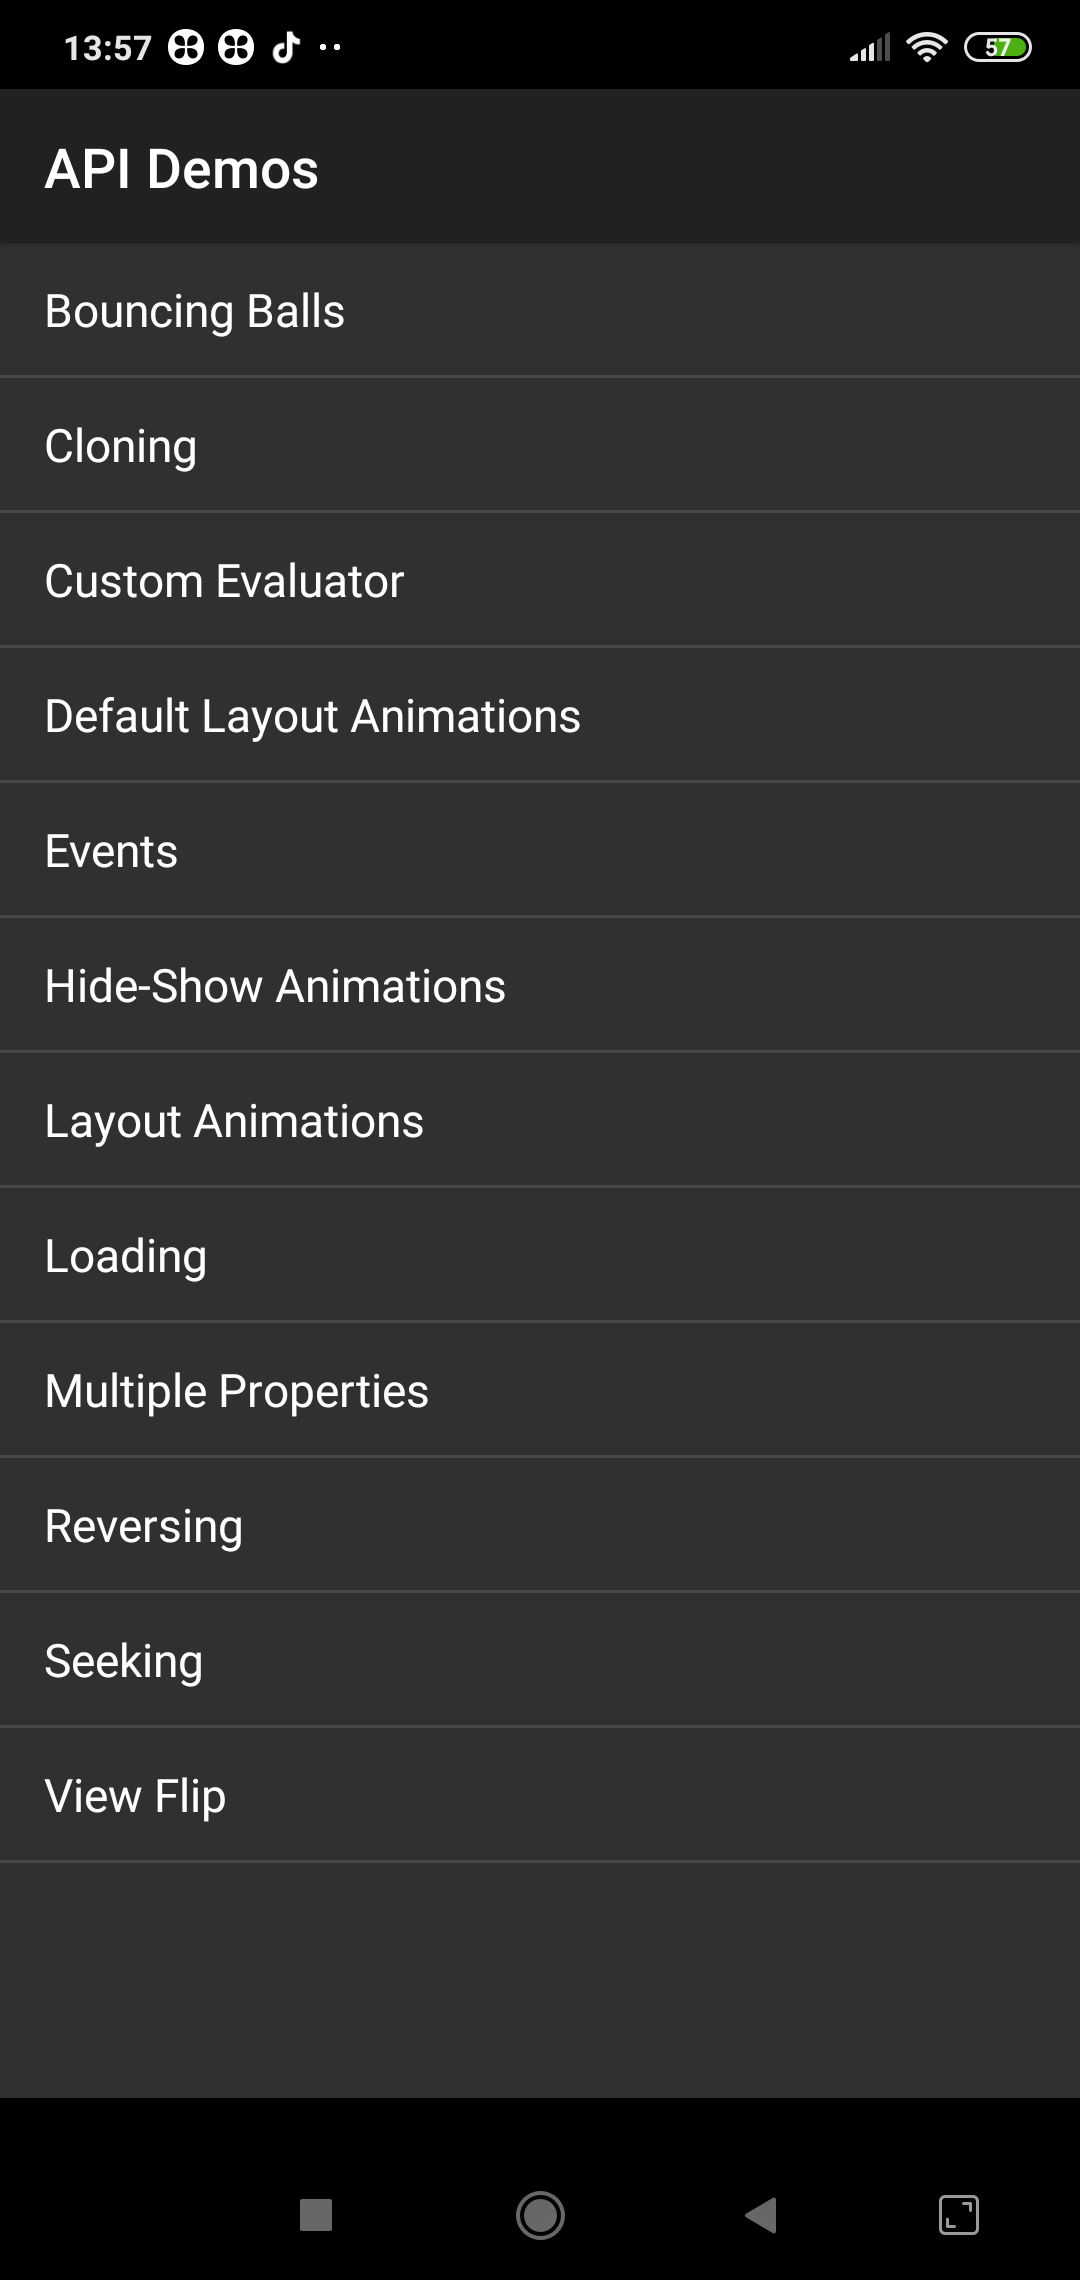 13:57
57
API Demos
Bouncing Balls
Cloning
Custom Evaluator
Default Layout Animations
Events
Hide-Show Animations
Layout Animations
Loading
Multiple Properties
Reversing
Seeking
View Flip